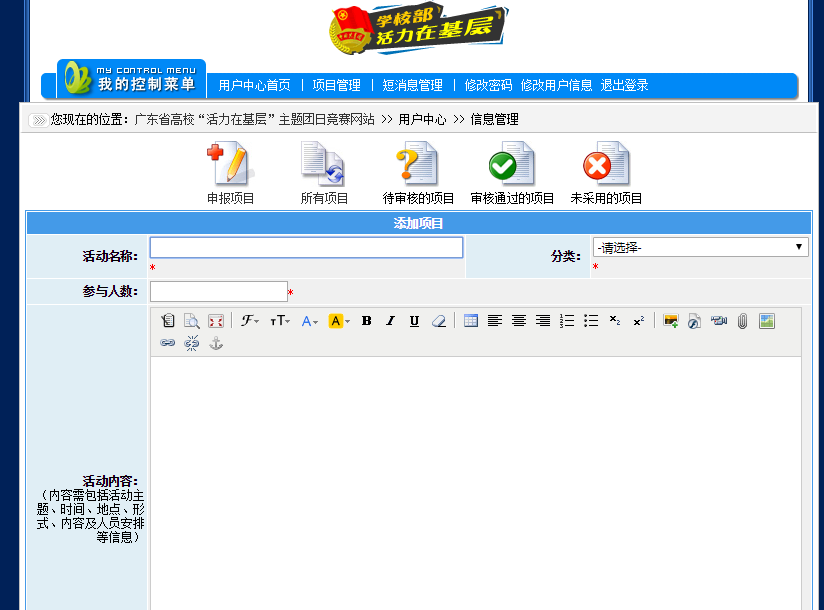 学校部
活力在基层
MY CONTROL MENU
我的控制菜单
用户中心首页 | 项目管理 | 短消息管理 | 修改密码 修改用户信息 退出登录
您现在的位置：广东省高校“活力在基层”主题团日竞赛网站 >> 用户中心 >> 信息管理
申报项目 所有项目 待审核的项目 审核通过的项目 未采用的项目
添加项目
活动名称： * 分类： -请选择- *
参与人数： *
活动内容：
（内容需包括活动主
题、时间、地点、形
式、内容及人员安排
等信息）